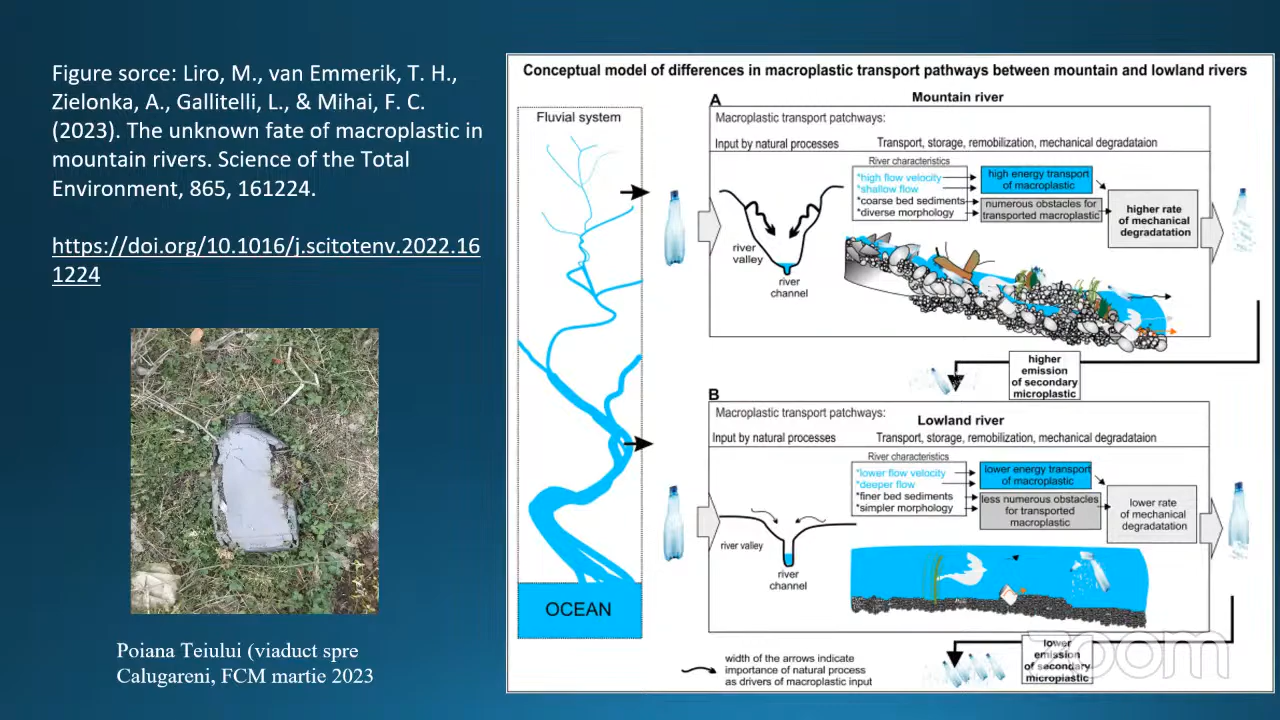 Figure sorce: Liro, M., van Emmerik, T. H.,
Zielonka, A., Gallitelli, L., & Mihai, F. C.
(2023). The unknown fate of macroplastic in
mountain rivers. Science of the Total
Environment, 865, 161224.
https://doi.org/10.1016/j.scitotenv.2022.16
1224
Poiana Teiului (viaduct spre
Calugareni, FCM martie 2023
Conceptual model of differences in macroplastic transport pathways between mountain and lowland rivers
Fluvial system
OCEAN
A
Mountain river
Macroplastic transport patchways:
Input by natural processes
Transport, storage, remobilization, mechanical degradataion
River characteristics
*high flow velocity
*shallow flow
*coarse bed sediments
*diverse morphology
high energy transport
of macroplastic
numerous obstacles for
transported macroplastic
higher rate
of mechanical
degradatation
river
valley
river
channel
higher
emission
of secondary
microplastic
B
Macroplastic transport patchways:
Lowland river
Input by natural processes
Transport, storage, remobilization, mechanical degradataion
River characteristics
*lower flow velocity
*deeper flow
*finer bed sediments
*simpler morphology
lower energy transport
of macroplastic
less numerous obstacles
for transported
macroplastic
lower rate
of mechanical
degradatation
river valley
river
channel
lower
emission
of secondary
microplastic
width of the arrows indicate
importance of natural process
as drivers of macroplastic input
zoom